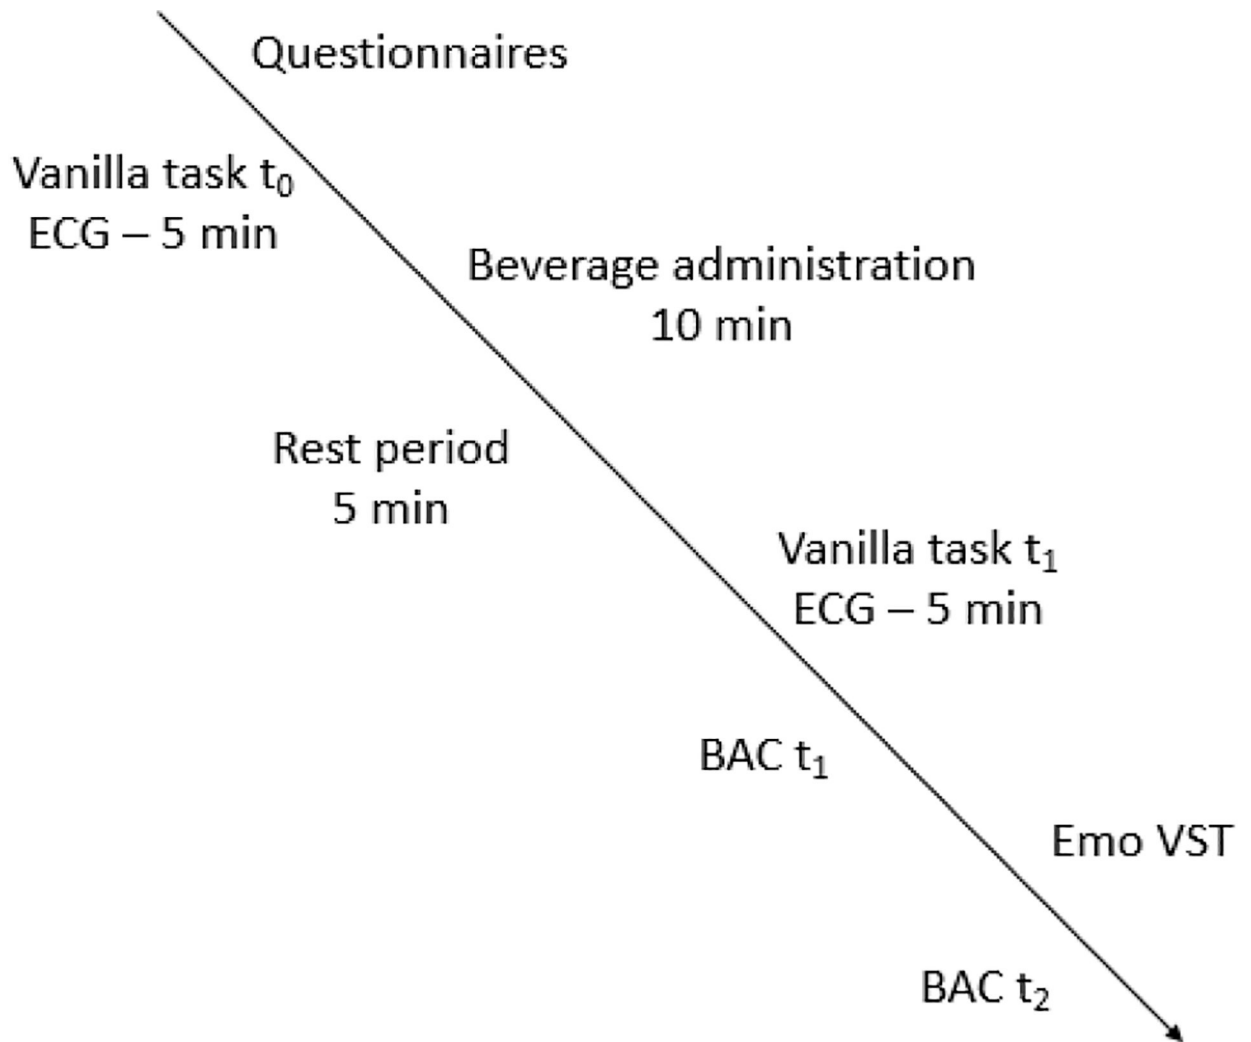 Questionnaires
Vanilla task t₀
ECG – 5 min
Beverage administration
10 min
Rest period
5 min
Vanilla task t₁
ECG – 5 min
BAC t₁
Emo VST
BAC t₂